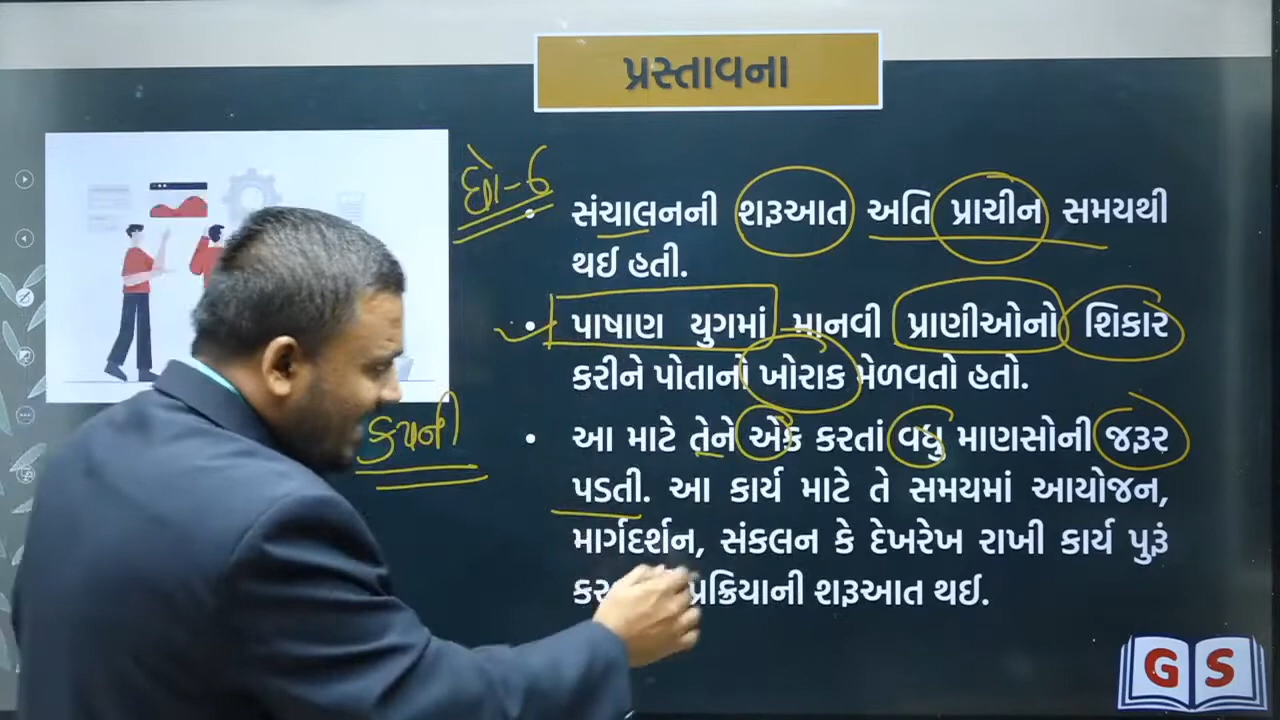 પ્રસ્તાવના
ધો-6
સંચાલનની શરૂઆત અતિ પ્રાચીન સમયથી
થઈ હતી.
પાષાણ યુગમાં માનવી પ્રાણીઓનો શિકાર
કરીને પોતાનો ખોરાક મેળવતો હતો.
કંપની
આ માટે તેને એક કરતાં વધુ માણસોની જરૂર
પડતી. આ કાર્ય માટે તે સમયમાં આયોજન,
માર્ગદર્શન, સંકલન કે દેખરેખ રાખી કાર્ય પુરૂં
પ્રક્રિયાની શરૂઆત થઈ.
GS